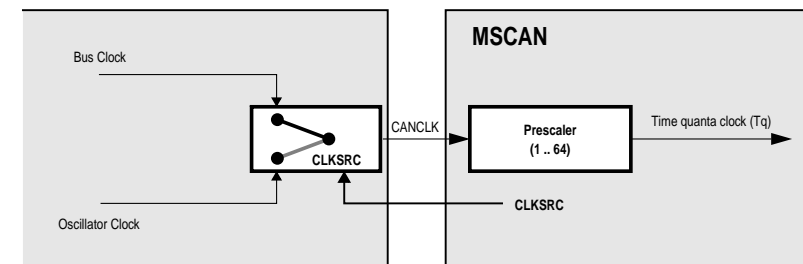 MSCAN
Bus Clock
CANCLK
Time quanta clock (Tq)
Prescaler
(1 .. 64)
CLKSRC
CLKSRC
Oscillator Clock